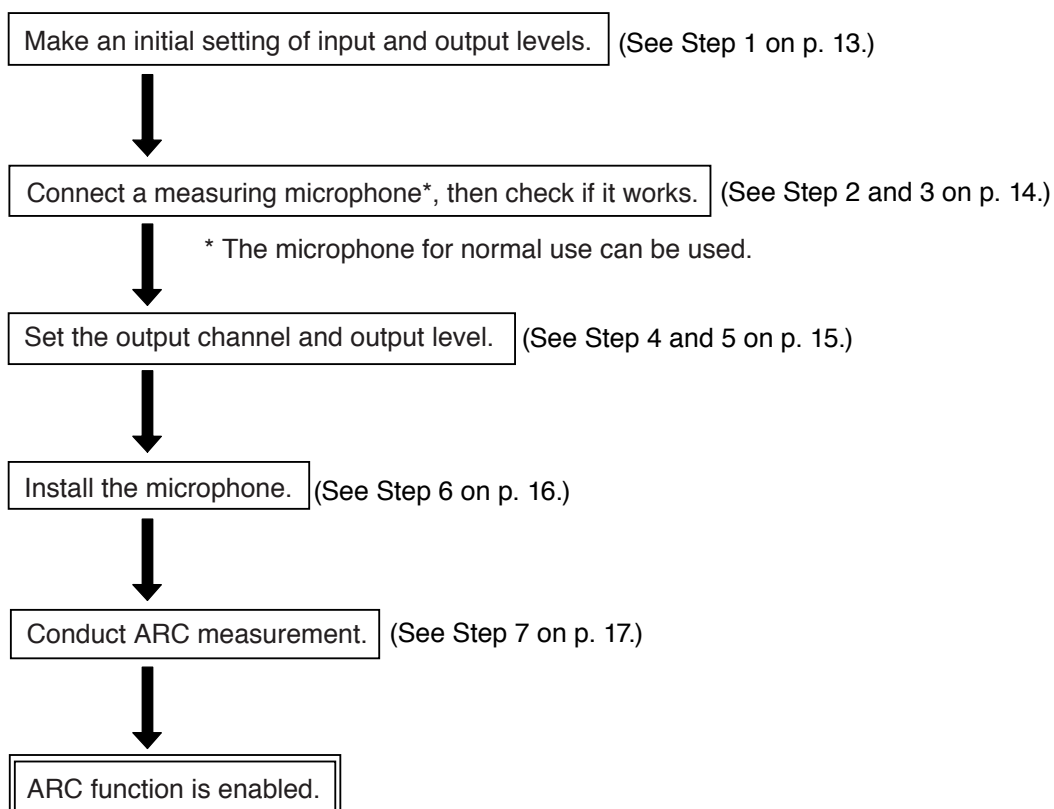 Make an initial setting of input and output levels. (See Step 1 on p. 13.)
Connect a measuring microphone*, then check if it works. (See Step 2 and 3 on p. 14.)
* The microphone for normal use can be used.
Set the output channel and output level. (See Step 4 and 5 on p. 15.)
Install the microphone. (See Step 6 on p. 16.)
Conduct ARC measurement. (See Step 7 on p. 17.)
ARC function is enabled.